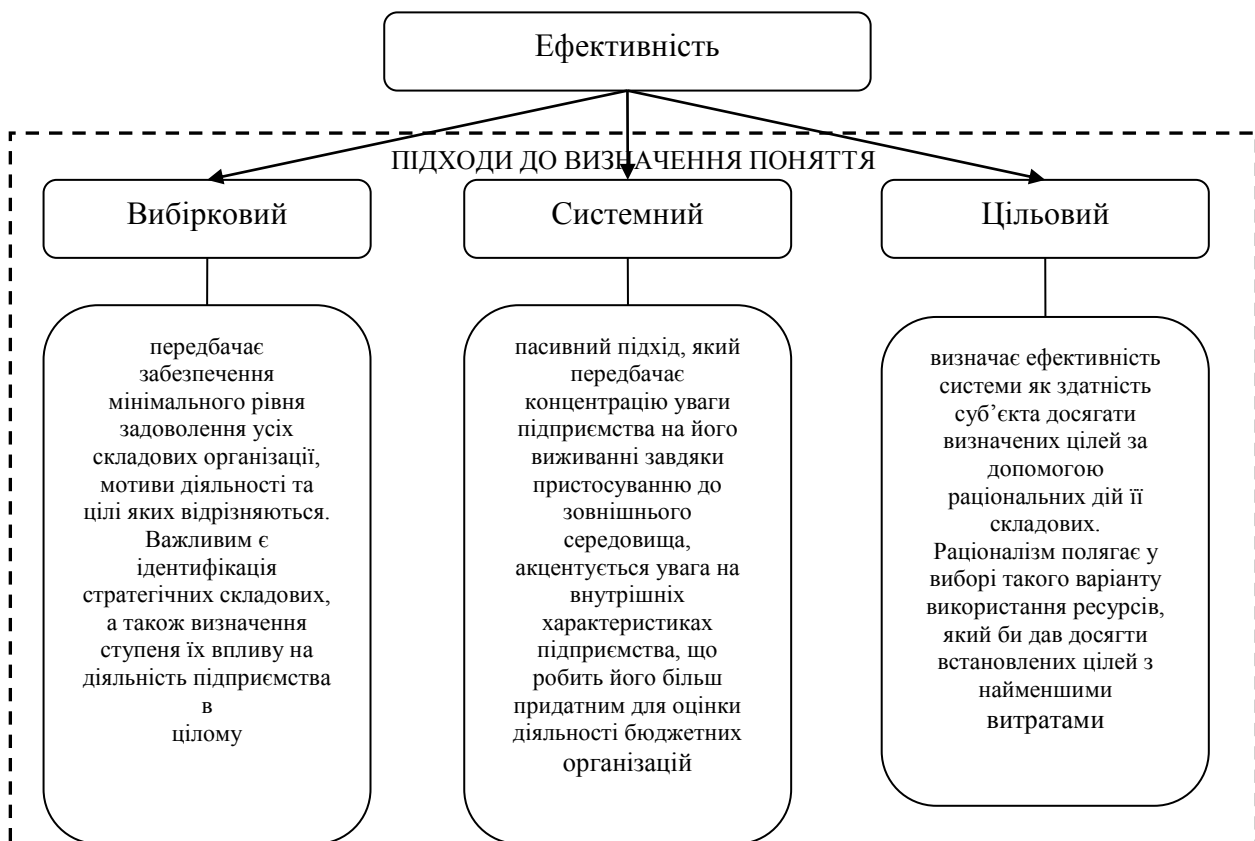 Ефективність
ПІДХОДИ ДО ВИЗНАЧЕННЯ ПОНЯТТЯ
Вибірковий
передбачає
забезпечення
мінімального рівня
задоволення усіх
складових організації,
мотиви діяльності та
цілі яких відрізняються.
Важливим є
ідентифікація
стратегічних складових,
а також визначення
ступеня їх впливу на
діяльність підприємства
в
цілому
Системний
пасивний підхід, який
передбачає
концентрацію уваги
підприємства на його
виживанні завдяки
пристосуванню до
зовнішнього
середовища,
акцентується увага на
внутрішніх
характеристиках
підприємства, що
робить його більш
придатним для оцінки
діяльності бюджетних
організацій
Цільовий
визначає ефективність
системи як здатність
суб’єкта досягати
визначених цілей за
допомогою
раціональних дій її
складових.
Раціоналізм полягає у
виборі такого варіанту
використання ресурсів,
який би дав досягти
встановлених цілей з
найменшими
витратами